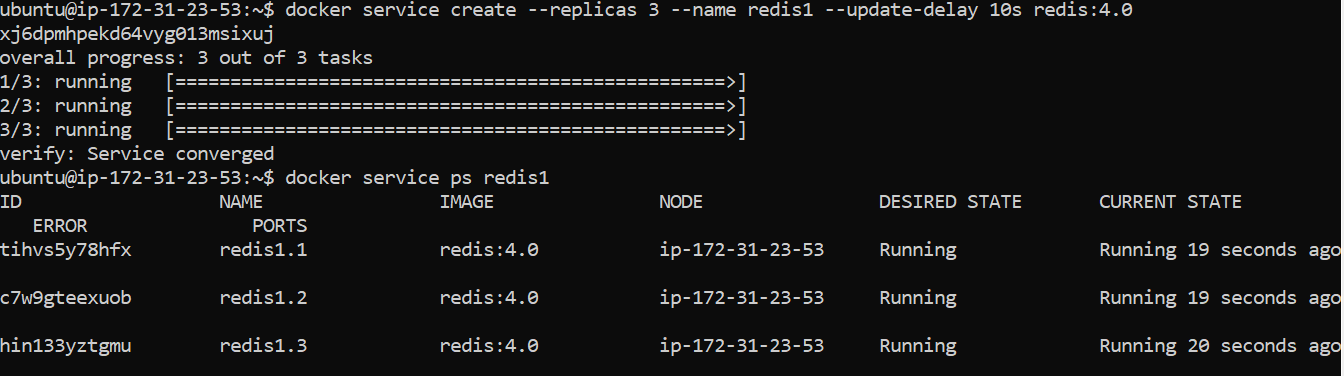 ubuntu@ip-172-31-23-53:~$ docker service create --replicas 3 --name redis1 --update-delay 10s redis:4.0
xj6dpmhpekd64vyg013msixuj
overall progress: 3 out of 3 tasks
1/3: running   [==================================================>]
2/3: running   [==================================================>]
3/3: running   [==================================================>]
verify: Service converged
ubuntu@ip-172-31-23-53:~$ docker service ps redis1
ID                  NAME                IMAGE               NODE                DESIRED STATE       CURRENT STATE
   ERROR               PORTS
tihvs5y78hfx        redis1.1            redis:4.0           ip-172-31-23-53     Running             Running 19 seconds ago
c7w9gteexuob        redis1.2            redis:4.0           ip-172-31-23-53     Running             Running 19 seconds ago
hin133yztgmu        redis1.3            redis:4.0           ip-172-31-23-53     Running             Running 20 seconds ago